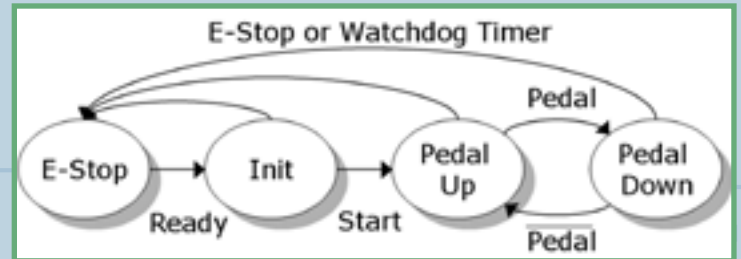 E-Stop or Watchdog Timer
Pedal
E-Stop
Init
Pedal
Up
Pedal
Down
Ready
Start
Pedal